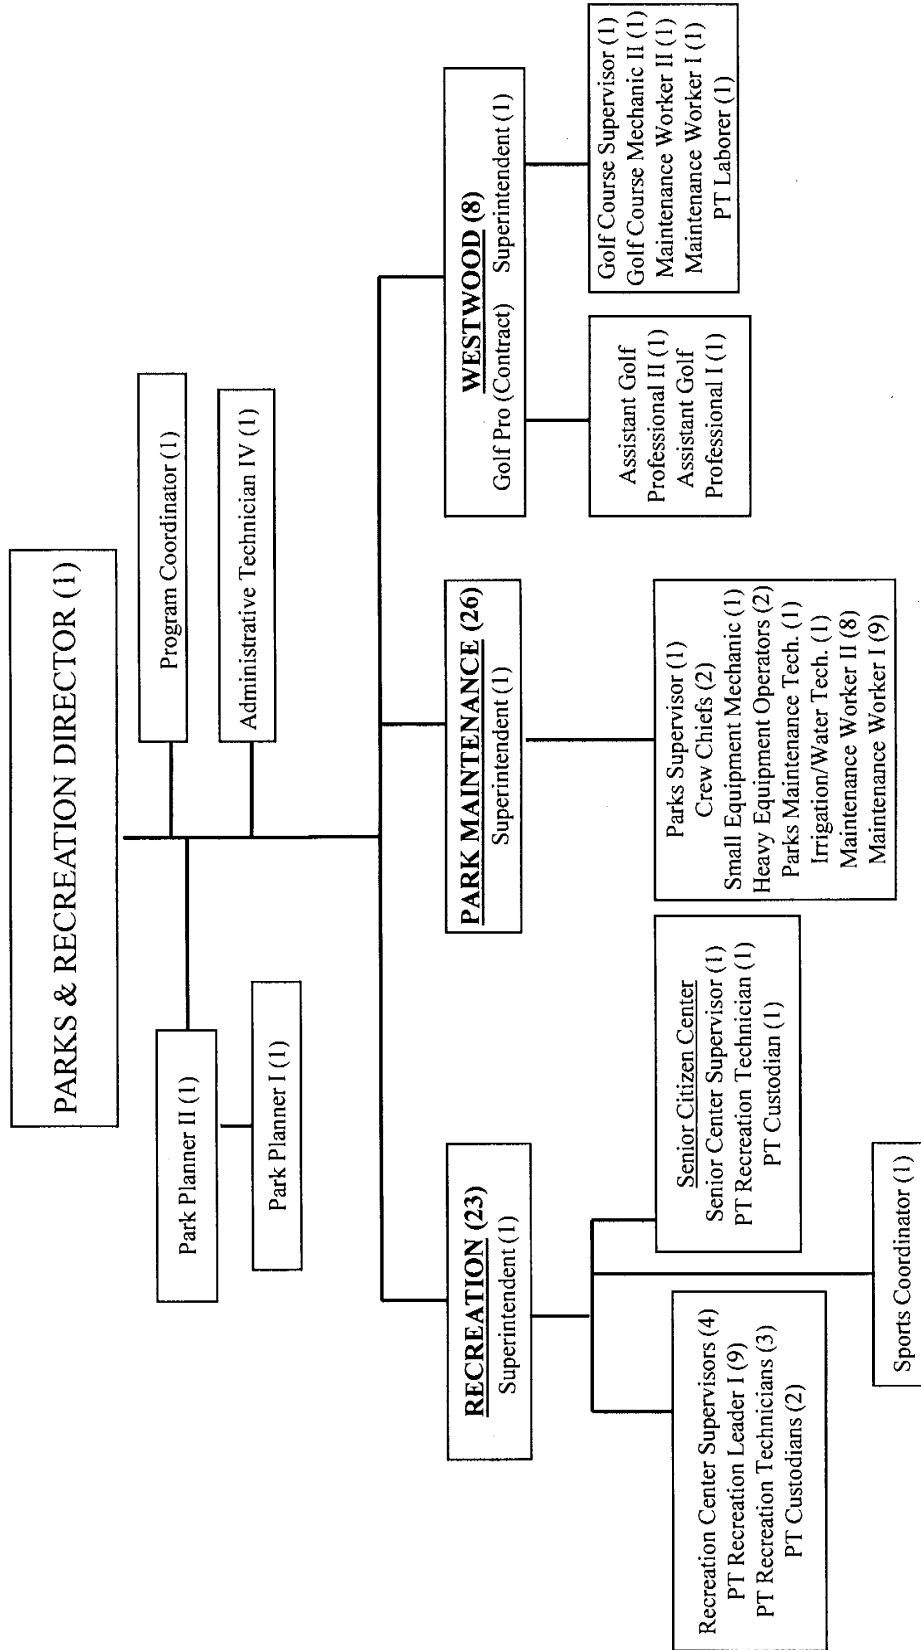 PARKS & RECREATION DIRECTOR (1)
Program Coordinator (1)
Park Planner II (1)
Administrative Technician IV (1)
Park Planner I (1)
RECREATION (23)
Superintendent (1)
PARK MAINTENANCE (26)
Superintendent (1)
WESTWOOD (8)
Golf Pro (Contract) Superintendent (1)
Recreation Center Supervisors (4)
PT Recreation Leader I (9)
PT Recreation Technicians (3)
PT Custodians (2)
Senior Citizen Center
Senior Center Supervisor (1)
PT Recreation Technician (1)
PT Custodian (1)
Sports Coordinator (1)
Parks Supervisor (1)
Crew Chiefs (2)
Small Equipment Mechanic (1)
Heavy Equipment Operators (2)
Parks Maintenance Tech. (1)
Irrigation/Water Tech. (1)
Maintenance Worker II (8)
Maintenance Worker I (9)
Assistant Golf
Professional II (1)
Assistant Golf
Professional I (1)
Golf Course Supervisor (1)
Golf Course Mechanic II (1)
Maintenance Worker II (1)
Maintenance Worker I (1)
PT Laborer (1)